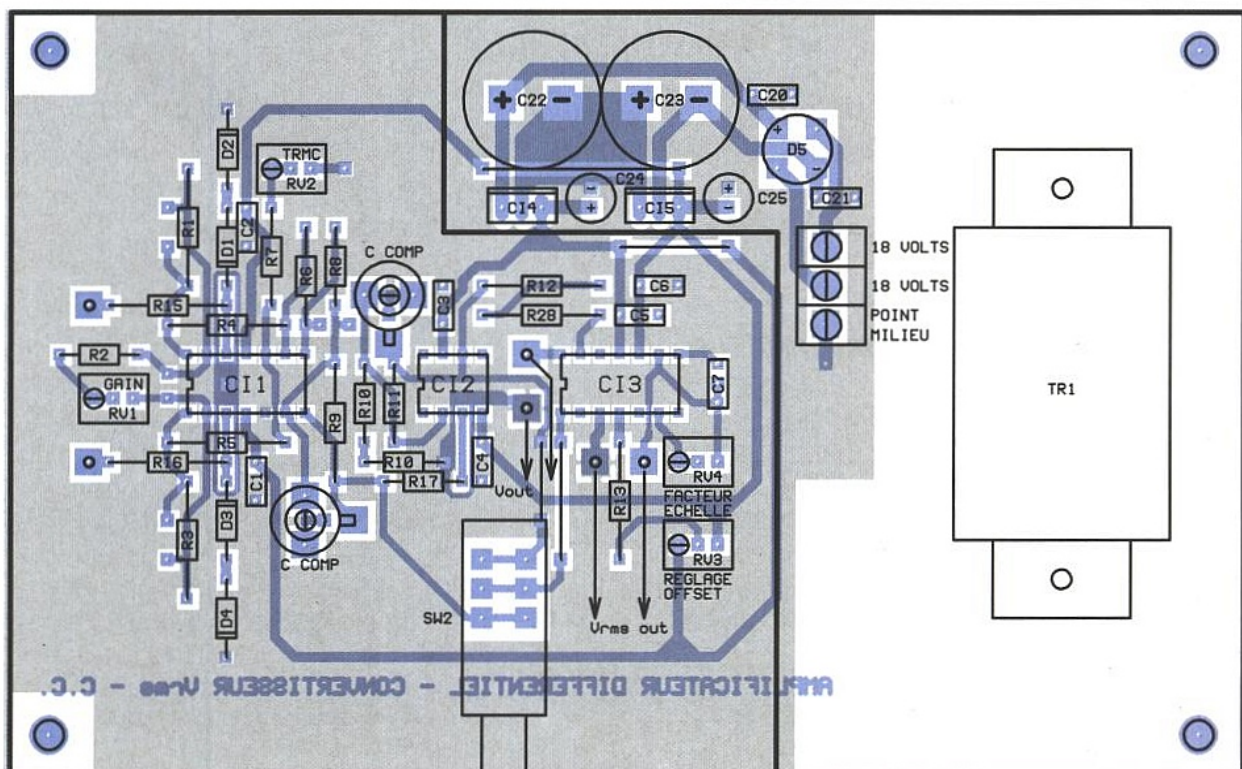 + C22 -
+ C23 -
C20
+ D5 -
D2
TRMC
RV2
C24
-
+
C25
+
-
CI4
CI5
C21
R1
D1
C2
R7
R6
R8
C COMP
18 VOLTS
18 VOLTS
POINT
MILIEU
R15
R4
C3
R12
C6
R28
C5
R2
GAIN
RV1
CI1
R10
R11
CI2
CI3
C7
TR1
R9
R5
R16
C1
R10
R17
C4
Vout
R13
RV4
FACTEUR
ECHELLE
R3
D3
C COMP
RV3
REGLAGE
OFFSET
D4
SW2
Vrms out
AMPLIFICATEUR DIFFERENTIEL - CONVERTISSEUR Vrms - C.C.